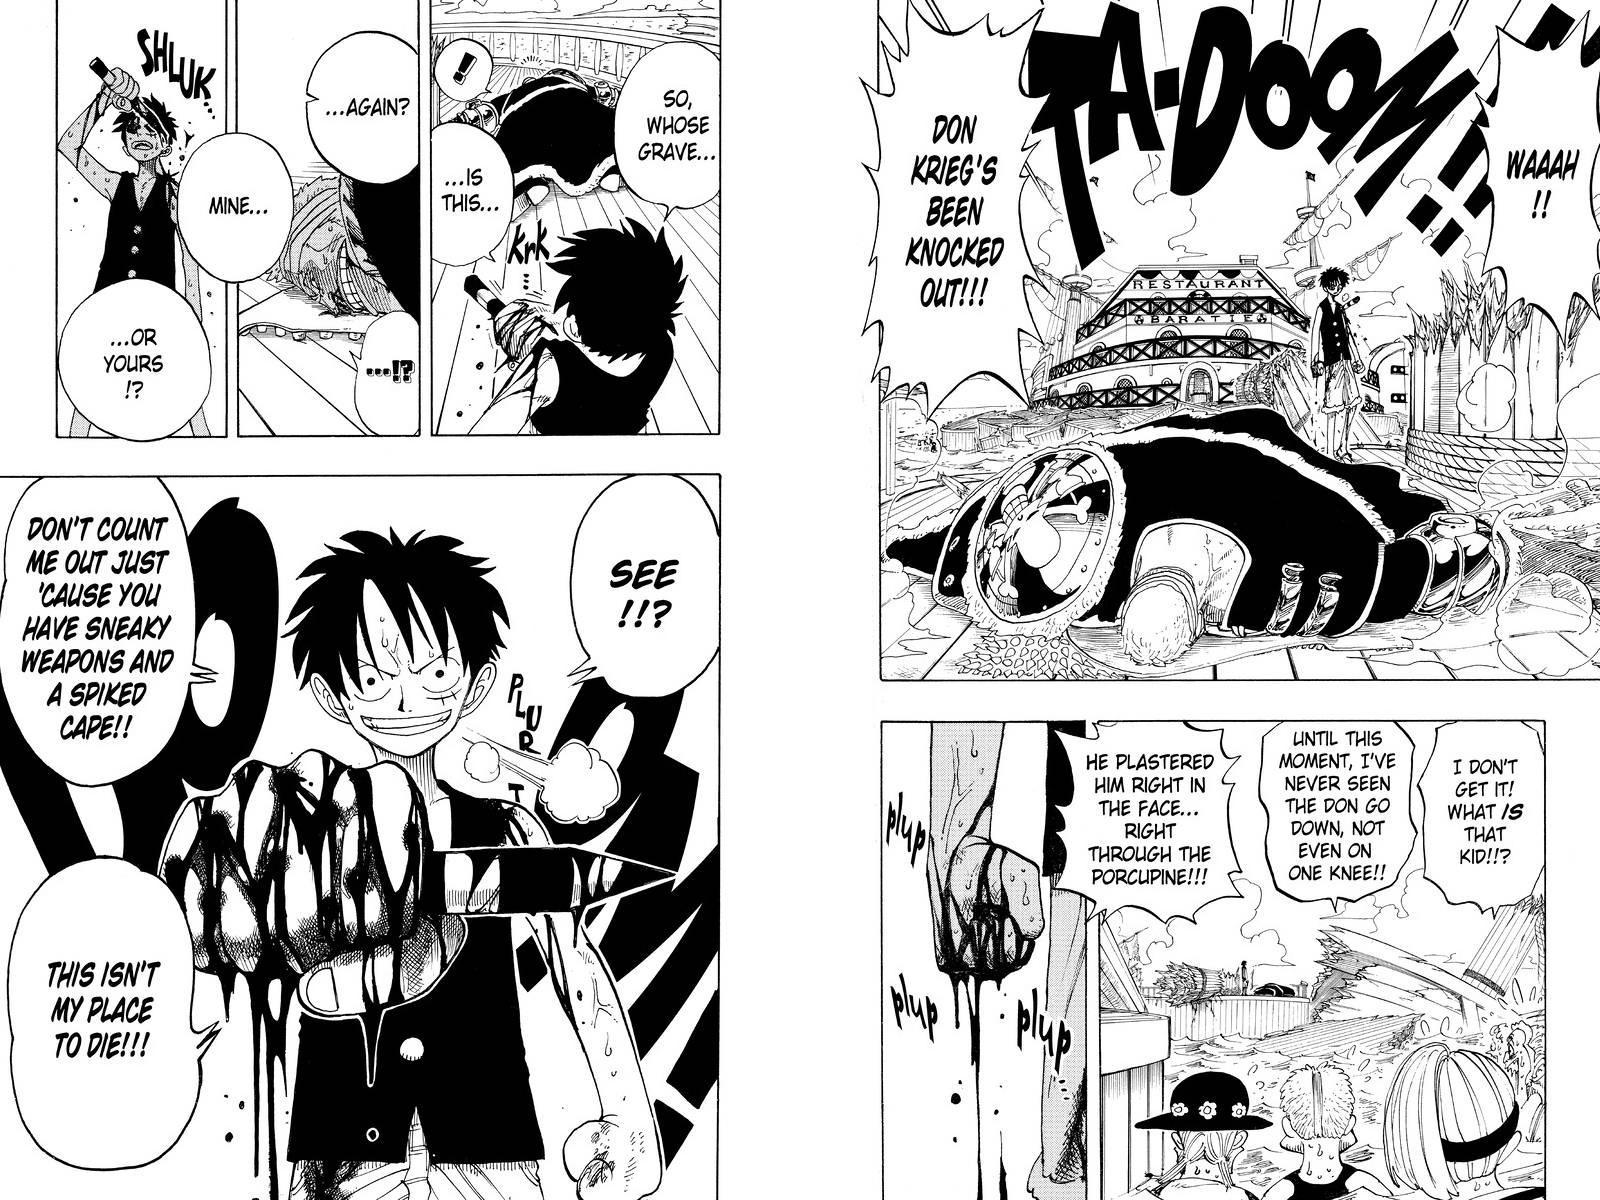 WAAAH
!!
TA-DOOM!!
DON
KRIEG'S
BEEN
KNOCKED
OUT!!!
RESTAURANT
BARATIE
I DON'T
GET IT!
WHAT IS
THAT
KID!!?
UNTIL THIS
MOMENT, I'VE
NEVER SEEN
THE DON GO
DOWN, NOT
EVEN ON
ONE KNEE!!
HE PLASTERED
HIM RIGHT IN
THE FACE...
RIGHT
THROUGH THE
PORCUPINE!!!
plup
plup
plup
SO,
WHOSE
GRAVE...
!
...IS
THIS...
krk
...
...AGAIN?
...!?
MINE...
SHLUK...
...OR
YOURS
!?
SEE
!!?
PLURT
DON'T COUNT
ME OUT JUST
'CAUSE YOU
HAVE SNEAKY
WEAPONS AND
A SPIKED
CAPE!!
THIS ISN'T
MY PLACE
TO DIE!!!